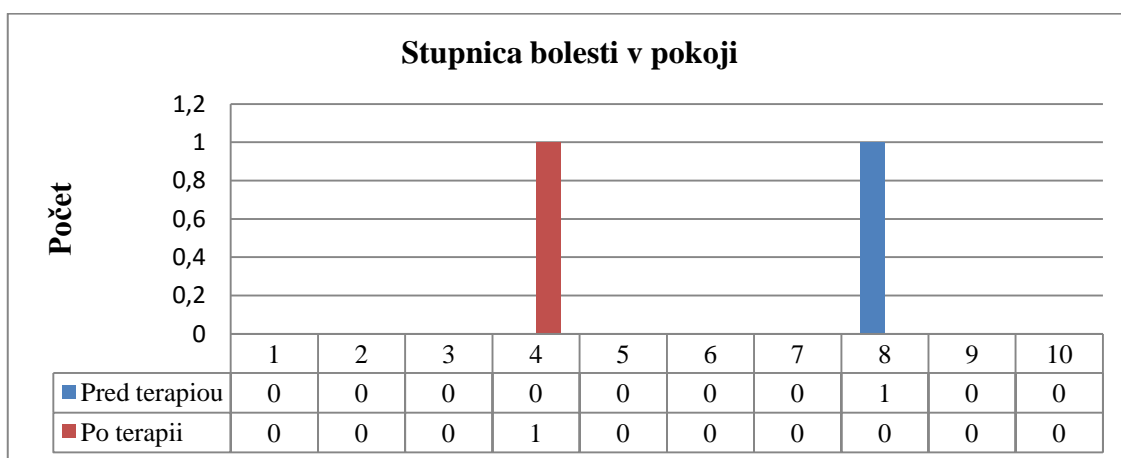 Stupnica bolesti v pokoji
Počet
1,2
1
0,8
0,6
0,4
0,2
0
1 2 3 4 5 6 7 8 9 10
Pred terapiou 0 0 0 0 0 0 0 1 0 0
Po terapii 0 0 0 1 0 0 0 0 0 0